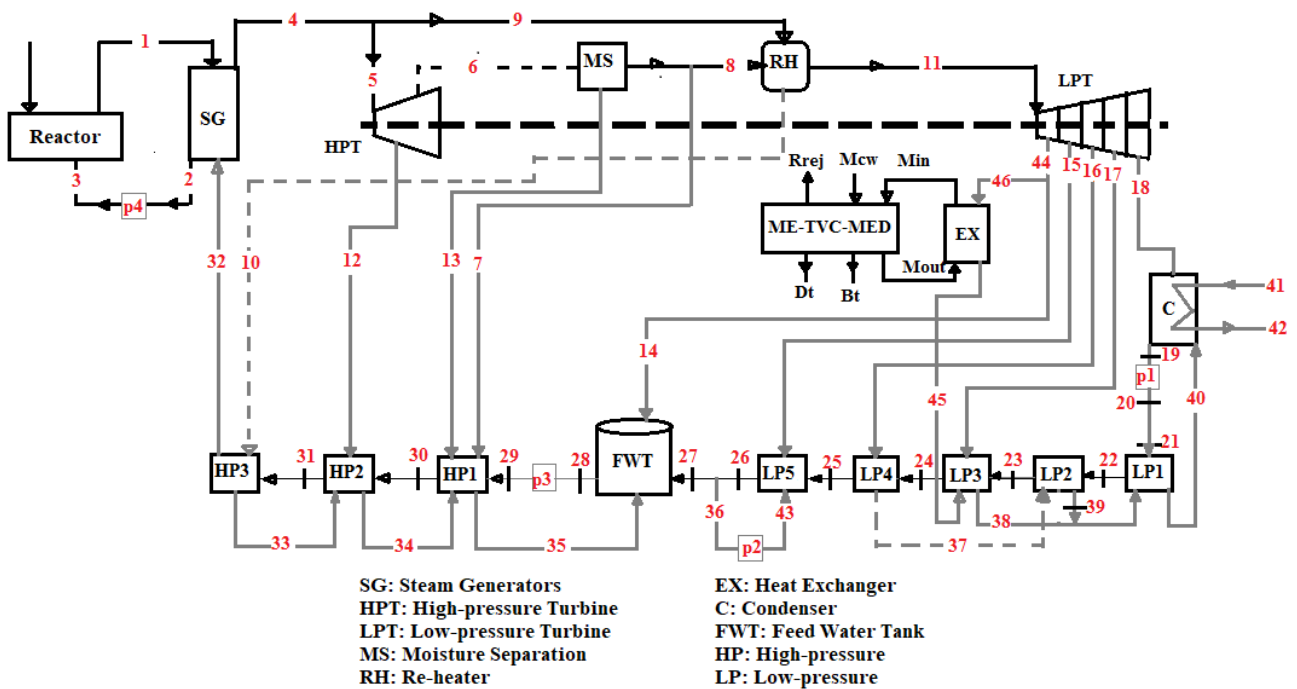 4
9
1
6
MS
8
RH
11
LPT
5
SG
Reactor
HPT
44
15
16
17
18
3
2
p4
Rrej
Mcw
Min
46
ME-TVC-MED
EX
Mout
Dt
Bt
32
10
12
13
7
41
C
42
14
19
p1
45
40
20
21
HP3
31
HP2
30
HP1
29
p3
28
FWT
27
26
LP5
25
LP4
24
LP3
23
LP2
22
LP1
36
43
39
38
33
34
35
p2
37
SG: Steam Generators
HPT: High-pressure Turbine
LPT: Low-pressure Turbine
MS: Moisture Separation
RH: Re-heater
EX: Heat Exchanger
C: Condenser
FWT: Feed Water Tank
HP: High-pressure
LP: Low-pressure